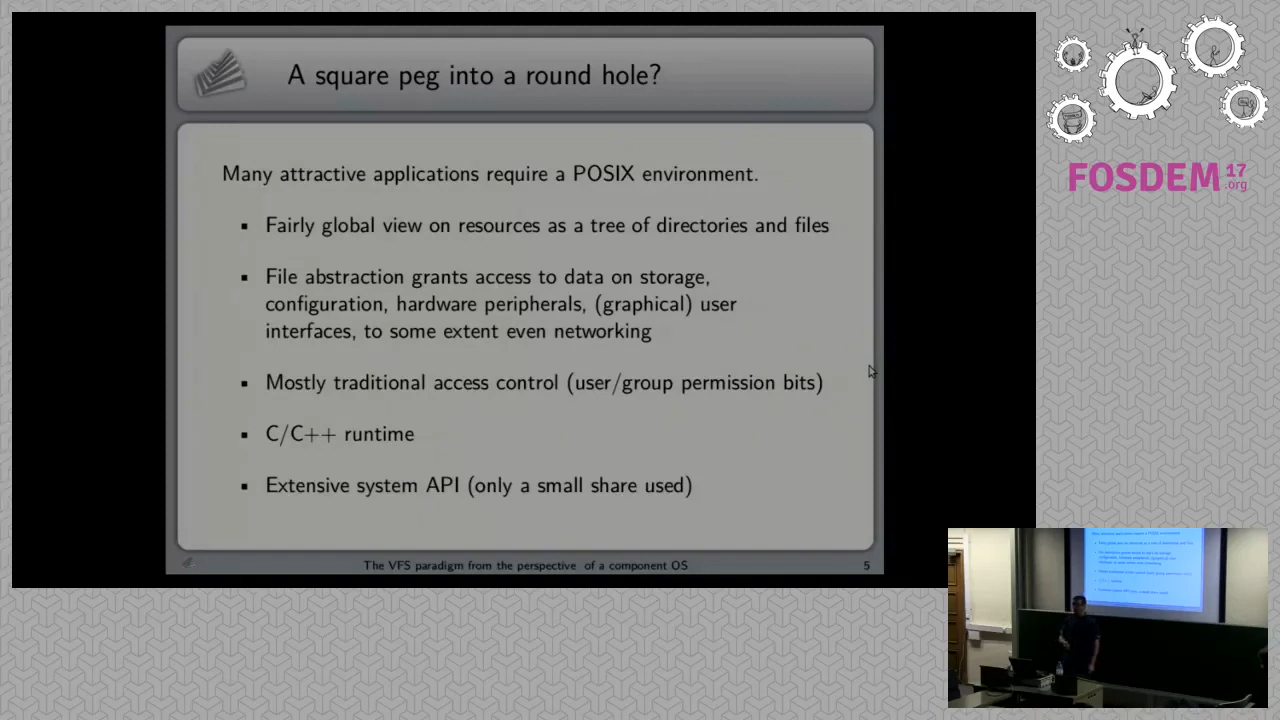 A square peg into a round hole?
Many attractive applications require a POSIX environment.
▪ Fairly global view on resources as a tree of directories and files
▪ File abstraction grants access to data on storage,
configuration, hardware peripherals, (graphical) user
interfaces, to some extent even networking
▪ Mostly traditional access control (user/group permission bits)
▪ C/C++ runtime
▪ Extensive system API (only a small share used)
The VFS paradigm from the perspective of a component OS 5
FOSDEM 17
.org